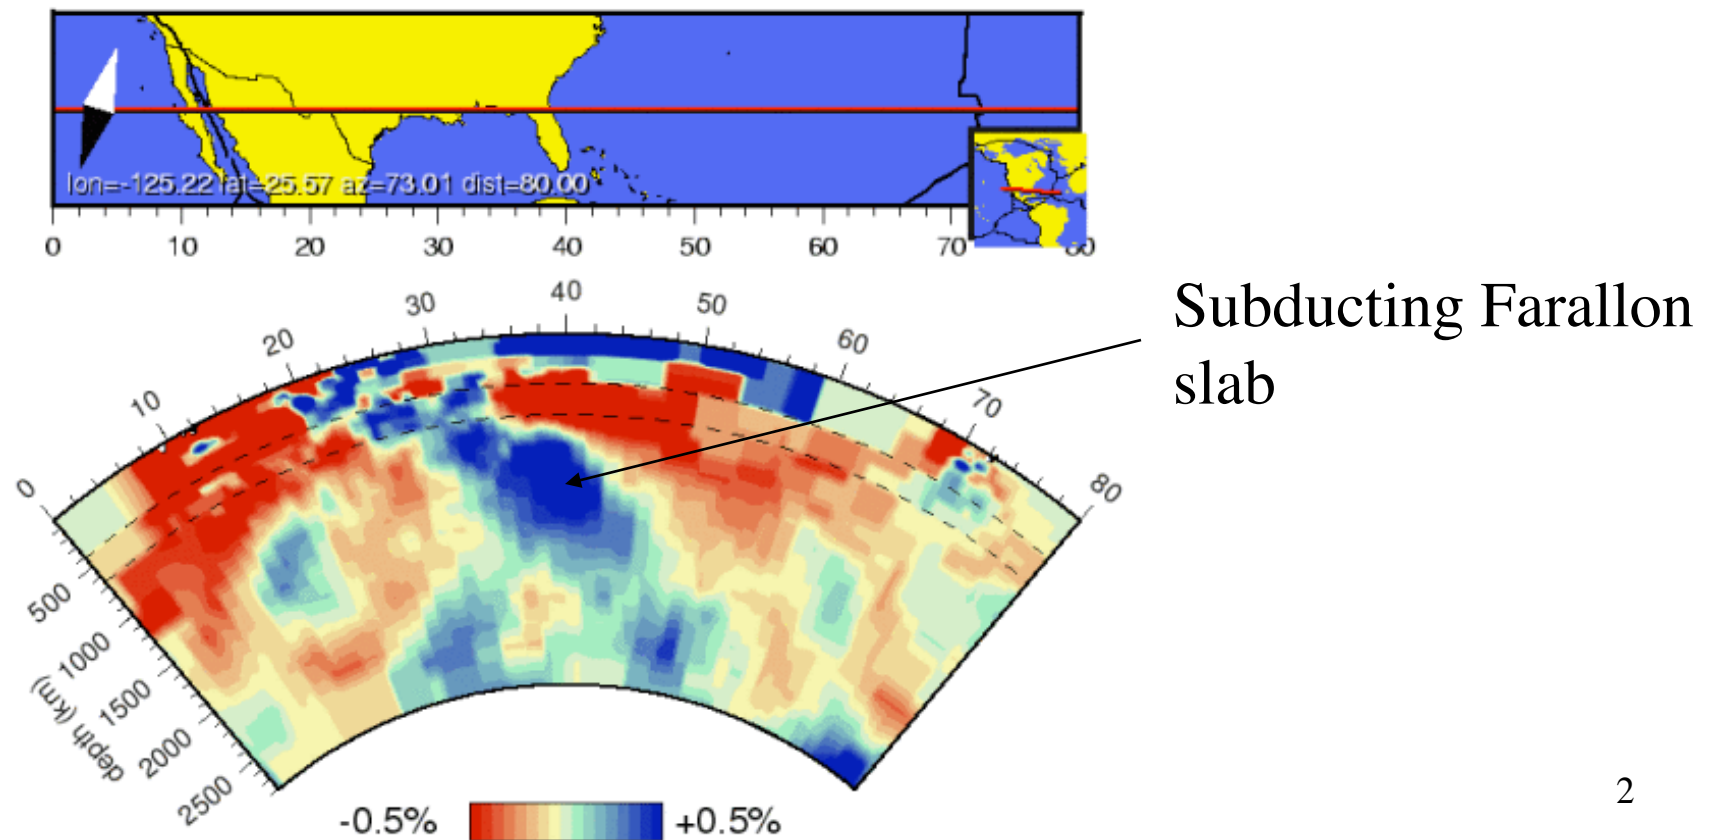 lon=-125.22 lat=25.57 az=73.01 dist=80.00
0 10 20 30 40 50 60 70 80
0 10 20 30 40 50 60 70 80
Subducting Farallon
slab
500
1000
1500
2000
2500
depth (km)
-0.5% +0.5%
2